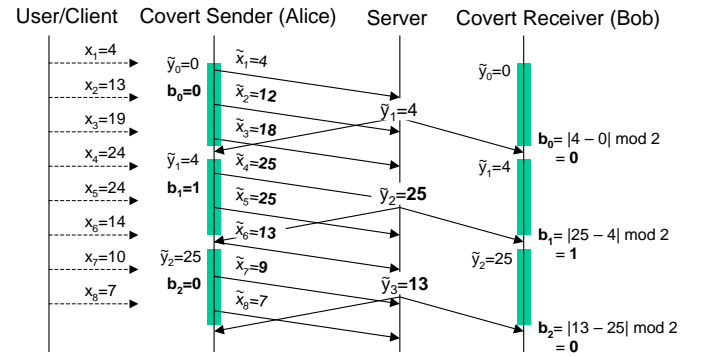 User/Client Covert Sender (Alice) Server Covert Receiver (Bob)
x₁=4
x₂=13
x₃=19
x₄=24
x₅=24
x₆=14
x₇=10
x₈=7
ỹ₀=0
b₀=0
ỹ₁=4
b₁=1
ỹ₂=25
b₂=0
x̃₁=4
x̃₂=12
x̃₃=18
x̃₄=25
x̃₅=25
x̃₆=13
x̃₇=9
x̃₈=7
ỹ₁=4
ỹ₂=25
ỹ₃=13
ỹ₀=0
b₀= |4 – 0| mod 2
= 0
ỹ₁=4
b₁= |25 – 4| mod 2
= 1
ỹ₂=25
b₂= |13 – 25| mod 2
= 0